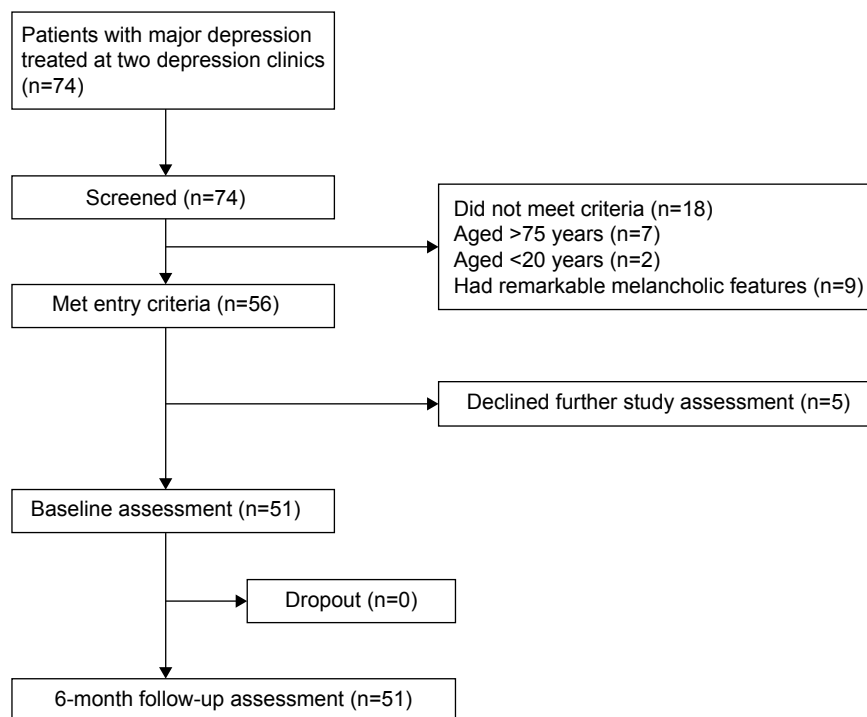 Patients with major depression
treated at two depression clinics
(n=74)
Screened (n=74)
Did not meet criteria (n=18)
Aged >75 years (n=7)
Aged <20 years (n=2)
Had remarkable melancholic features (n=9)
Met entry criteria (n=56)
Declined further study assessment (n=5)
Baseline assessment (n=51)
Dropout (n=0)
6-month follow-up assessment (n=51)